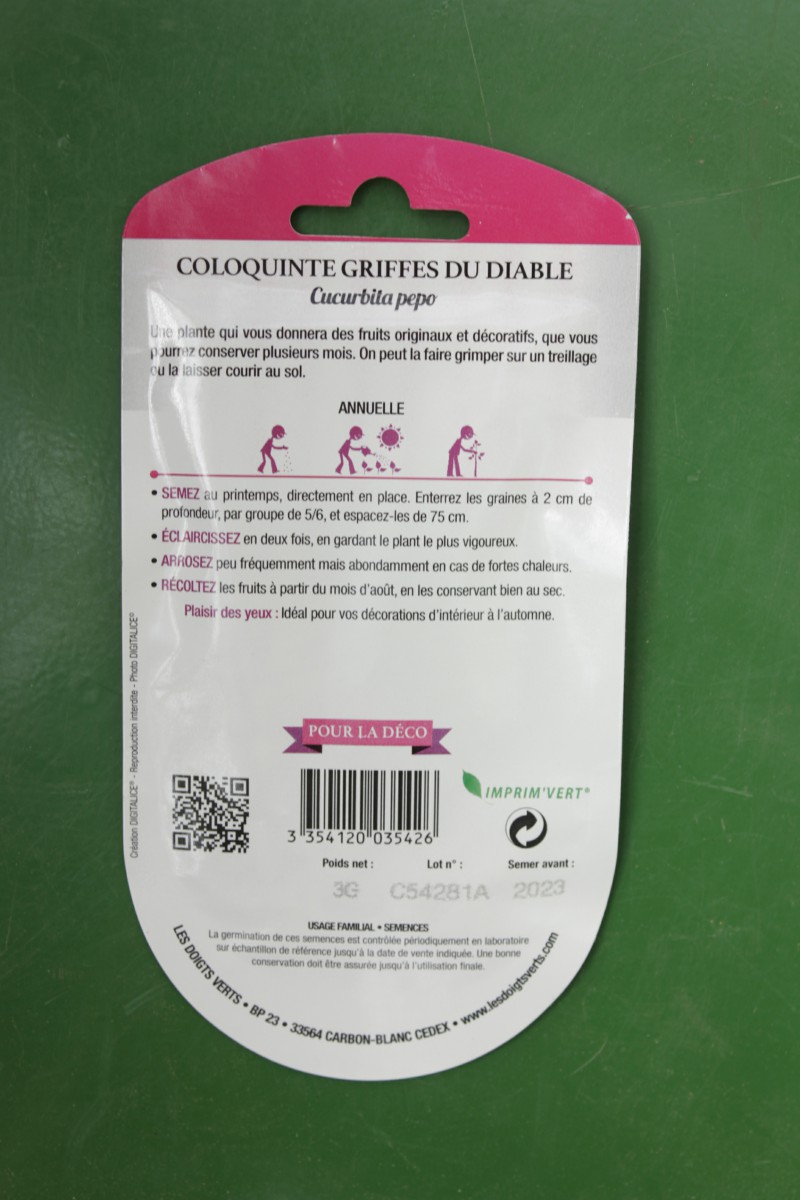 COLOQUINTE GRIFFES DU DIABLE
Cucurbita pepo
Une plante qui vous donnera des fruits originaux et décoratifs, que vous
pourrez conserver plusieurs mois. On peut la faire grimper sur un treillage
ou la laisser courir au sol.
ANNUELLE
• SEMEZ au printemps, directement en place. Enterrez les graines à 2 cm de
profondeur, par groupe de 5/6, et espacez-les de 75 cm.
• ÉCLAIRCISSEZ en deux fois, en gardant le plant le plus vigoureux.
• ARROSEZ peu fréquemment mais abondamment en cas de fortes chaleurs.
• RÉCOLTEZ les fruits à partir du mois d'août, en les conservant bien au sec.
Plaisir des yeux : Idéal pour vos décorations d'intérieur à l'automne.
Création DIGITALICE® - Reproduction interdite - Photo DIGITALICE®
POUR LA DÉCO
IMPRIM'VERT®
3 354120 035426
Poids net : Lot n° : Semer avant :
3G C54281A 2023
USAGE FAMILIAL • SEMENCES
La germination de ces semences est contrôlée périodiquement en laboratoire
sur échantillon de référence jusqu'à la date de vente indiquée. Une bonne
conservation doit être assurée jusqu'à l'utilisation finale.
LES DOIGTS VERTS • BP 23 • 33564 CARBON-BLANC CEDEX • www.lesdoigtsverts.com